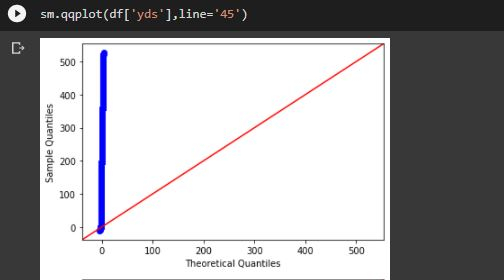 sm.qqplot(df['yds'],line='45')
500
400
300
200
100
0
Sample Quantiles
0 100 200 300 400 500
Theoretical Quantiles